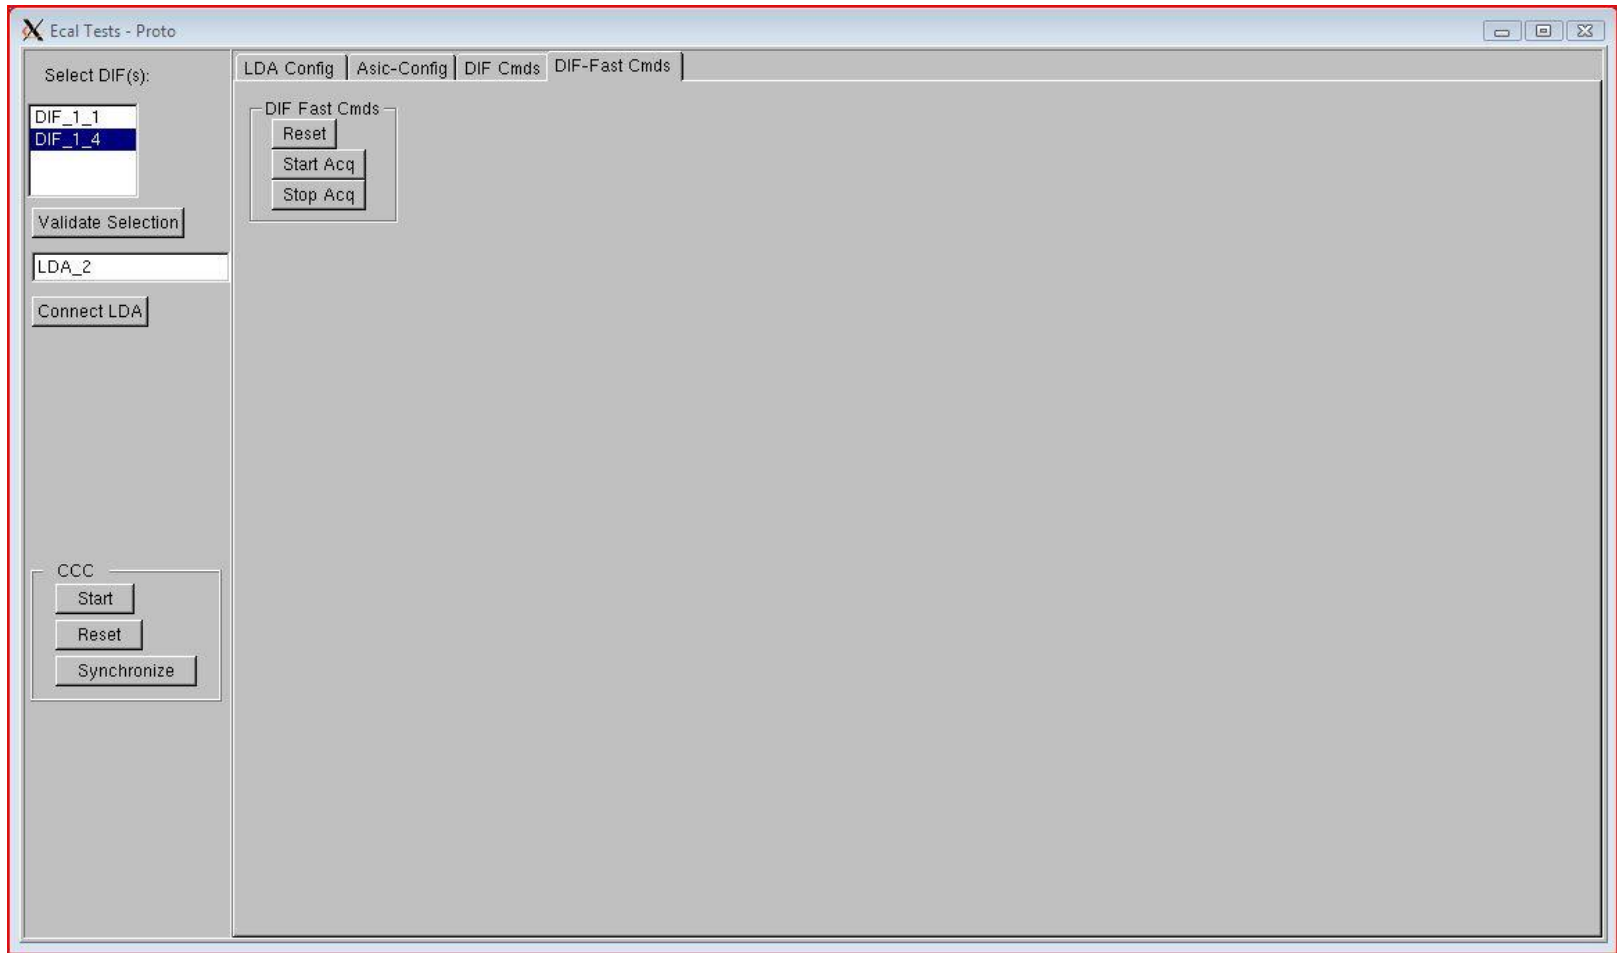 Ecal Tests - Proto
Select DIF(s):
DIF_1_1
DIF_1_4
Validate Selection
LDA_2
Connect LDA
CCC
Start
Reset
Synchronize
LDA Config Asic-Config DIF Cmds DIF-Fast Cmds
DIF Fast Cmds
Reset
Start Acq
Stop Acq